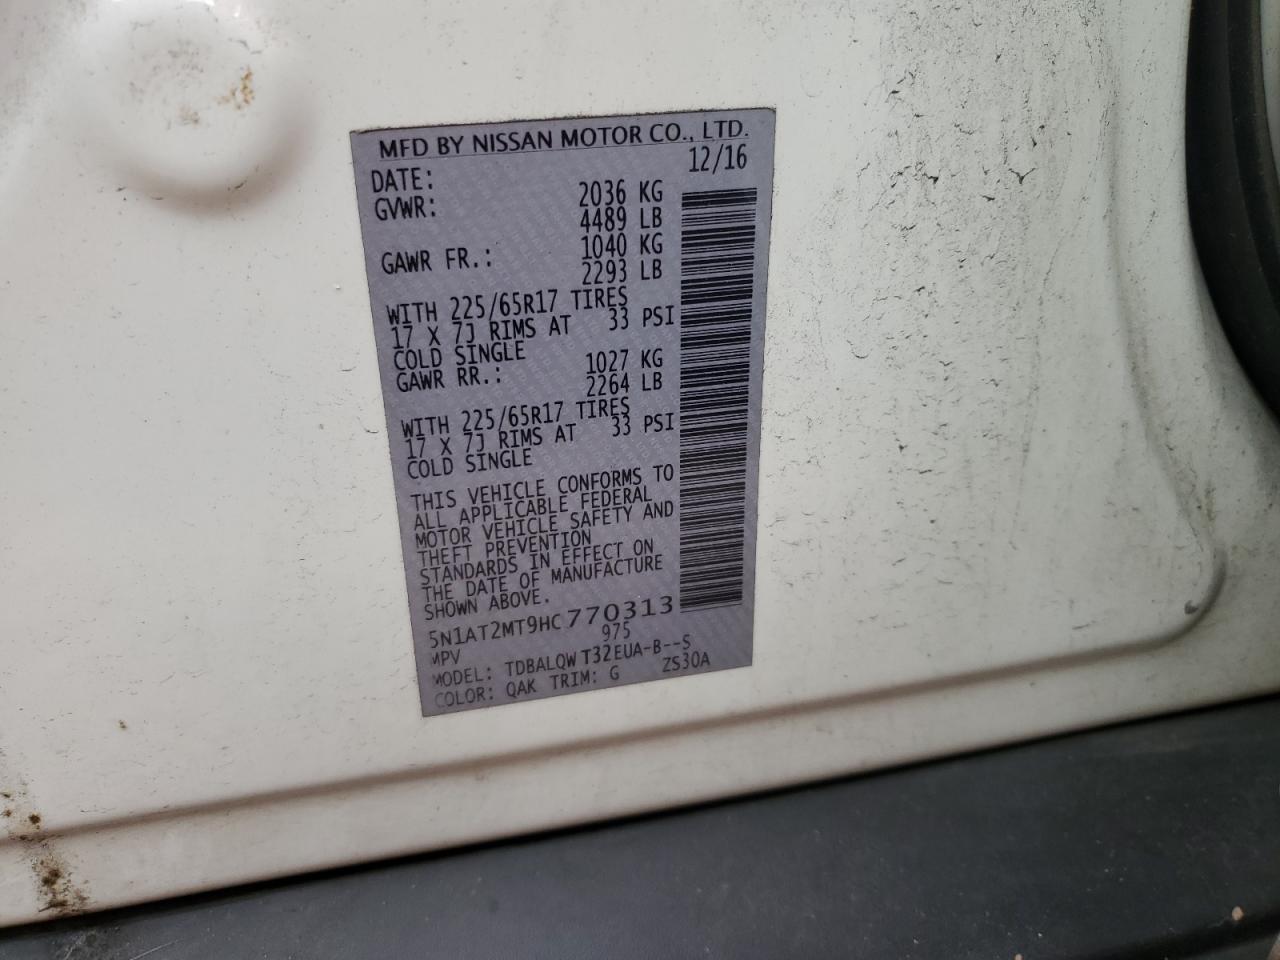 MFD BY NISSAN MOTOR CO., LTD.
DATE: 12/16
GVWR: 2036 KG
4489 LB
GAWR FR.: 1040 KG
2293 LB
WITH 225/65R17 TIRES
17 X 7J RIMS AT 33 PSI
COLD SINGLE
GAWR RR.: 1027 KG
2264 LB
WITH 225/65R17 TIRES
17 X 7J RIMS AT 33 PSI
COLD SINGLE
THIS VEHICLE CONFORMS TO
ALL APPLICABLE FEDERAL
MOTOR VEHICLE SAFETY AND
THEFT PREVENTION
STANDARDS IN EFFECT ON
THE DATE OF MANUFACTURE
SHOWN ABOVE.
5N1AT2MT9HC770313
MPV 975
MODEL: TDBALQW T32EUA-B--S
COLOR: QAK TRIM: G ZS30A